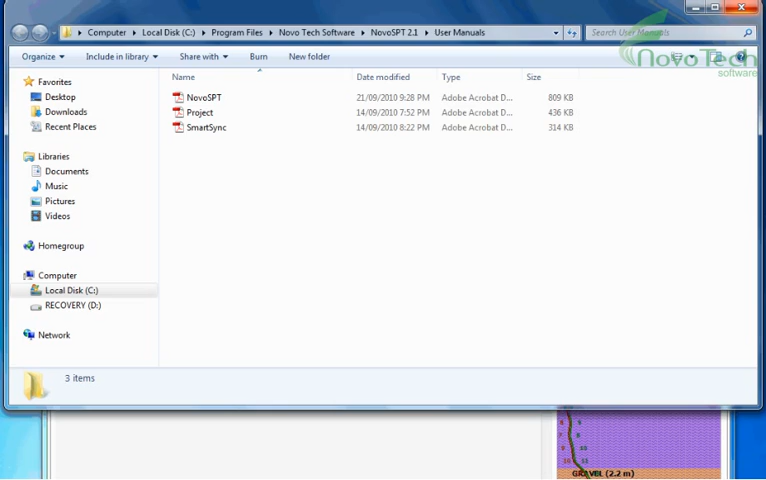 Computer ▸ Local Disk (C:) ▸ Program Files ▸ Novo Tech Software ▸ NovoSPT 2.1 ▸ User Manuals
Search User Manuals
Organize Include in library Share with Burn New folder
NovoTech
software
Name Date modified Type Size
Favorites
Desktop
Downloads
Recent Places
Libraries
Documents
Music
Pictures
Videos
Homegroup
Computer
Local Disk (C:)
RECOVERY (D:)
Network
NovoSPT 21/09/2010 9:28 PM Adobe Acrobat D... 809 KB
Project 14/09/2010 7:52 PM Adobe Acrobat D... 436 KB
SmartSync 14/09/2010 8:22 PM Adobe Acrobat D... 314 KB
3 items
GRAVEL (2.2 m)